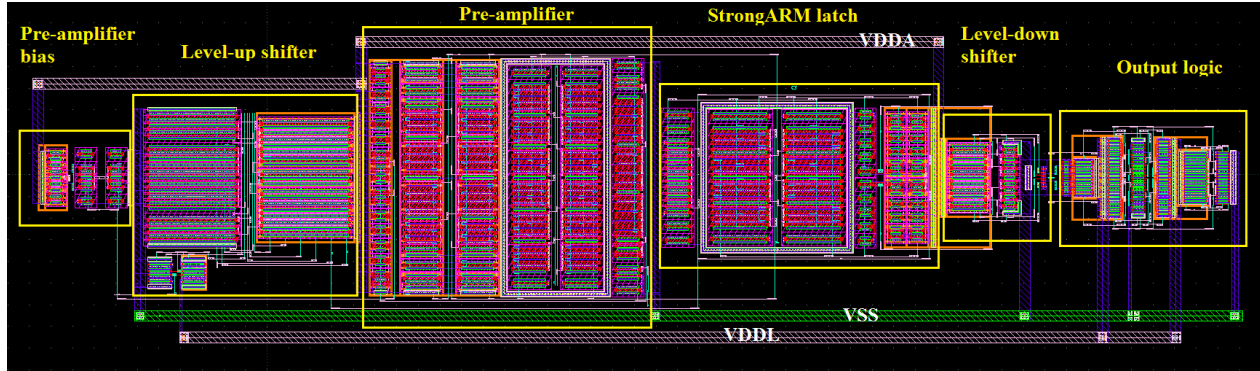 Pre-amplifier
bias
Level-up shifter
Pre-amplifier
StrongARM latch
VDDA
Level-down
shifter
Output logic
VSS
VDDL